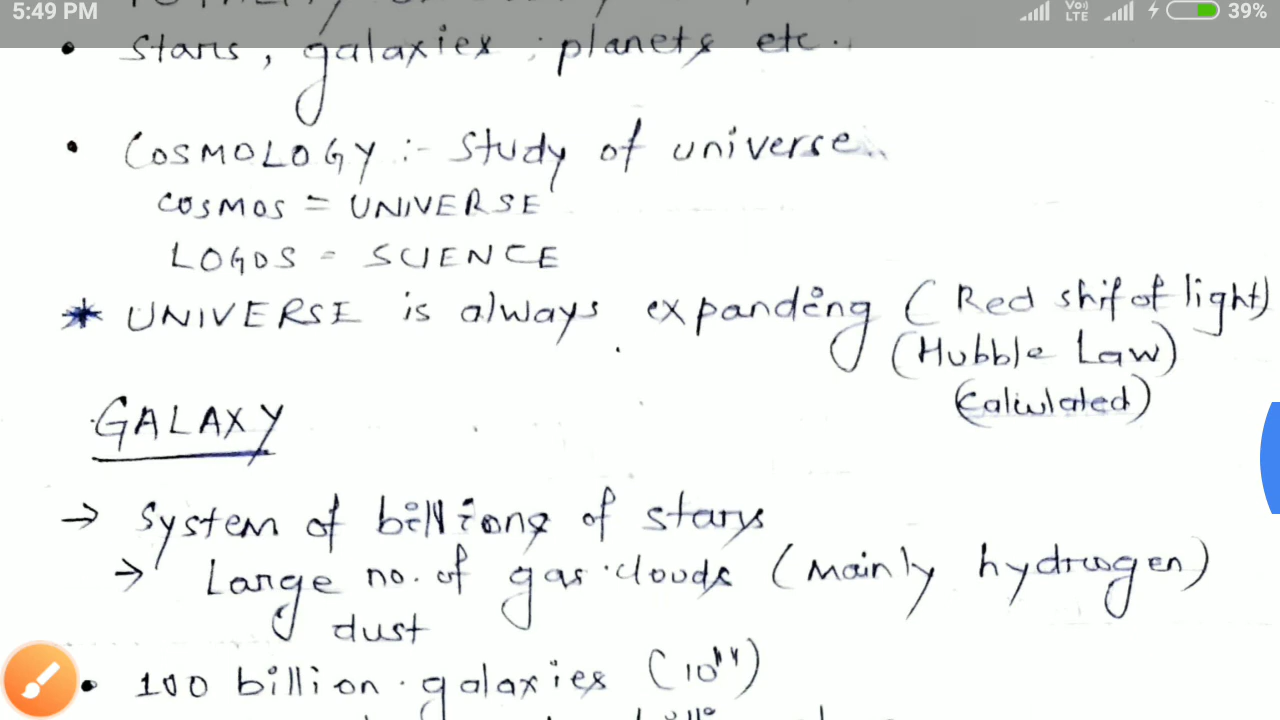 5:49 PM
Vo) LTE
39%
• Stars, galaxies, planets etc.
• COSMOLOGY :- Study of universe..
COSMOS = UNIVERSE
LOGOS = SCIENCE
* UNIVERSE is always expanding (Red shif of light)
(Hubble Law)
(Calculated)
GALAXY
→ System of billions of stars
→ Large no. of gas clouds (mainly hydrogen)
dust
• 100 billion galaxies